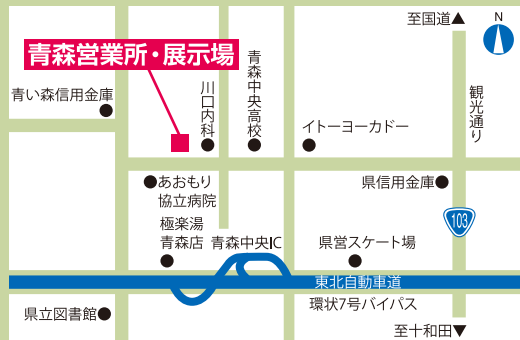 至国道▲
N
青森営業所・展示場
青い森信用金庫
川口内科
青森中央高校
イトーヨーカドー
観光通り
あおもり
協立病院
県信用金庫
103
極楽湯
青森店
青森中央IC
県営スケート場
東北自動車道
環状7号バイパス
県立図書館
至十和田▼